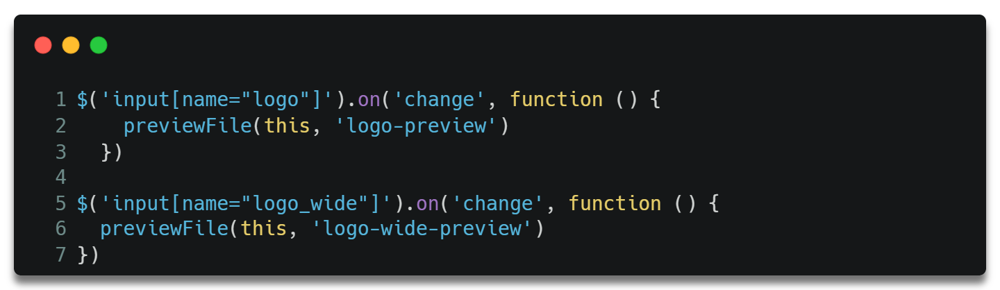 1 $('input[name="logo"]').on('change', function () {
2     previewFile(this, 'logo-preview')
3   })
4
5 $('input[name="logo_wide"]').on('change', function () {
6   previewFile(this, 'logo-wide-preview')
7 })